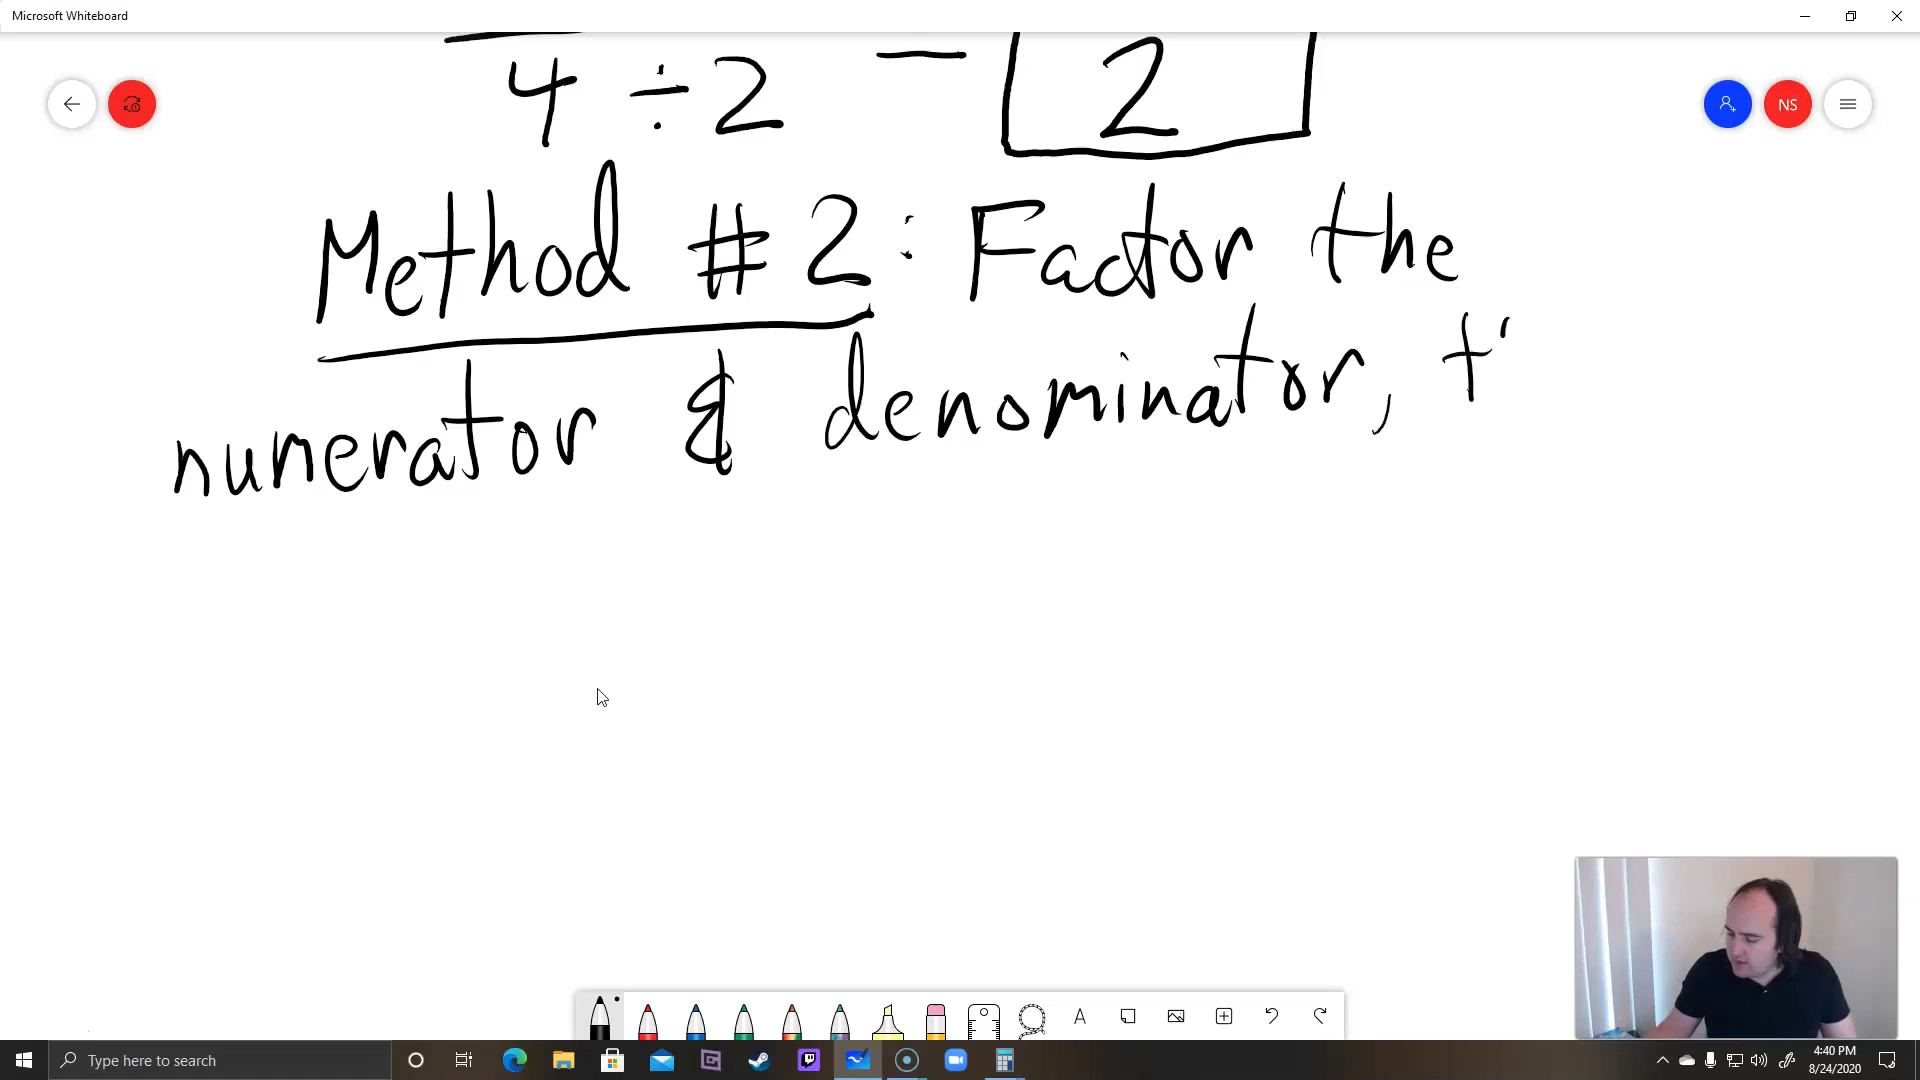 Microsoft Whiteboard
4 ÷ 2 = 2
NS
Method # 2 : Factor the
numerator & denominator,
A
Type here to search
4:40 PM
8/24/2020